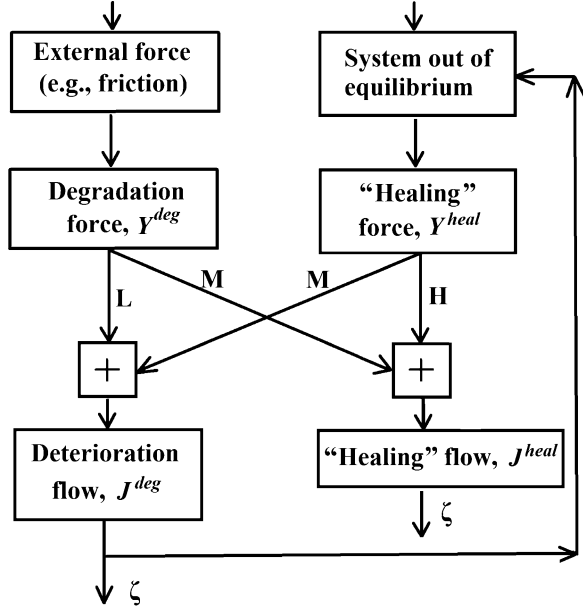 External force
(e.g., friction)
System out of
equilibrium
Degradation
force, Y^deg
“Healing”
force, Y^heal
L
M
M
H
+
+
Deterioration
flow, J^deg
“Healing” flow, J^heal
ζ
ζ